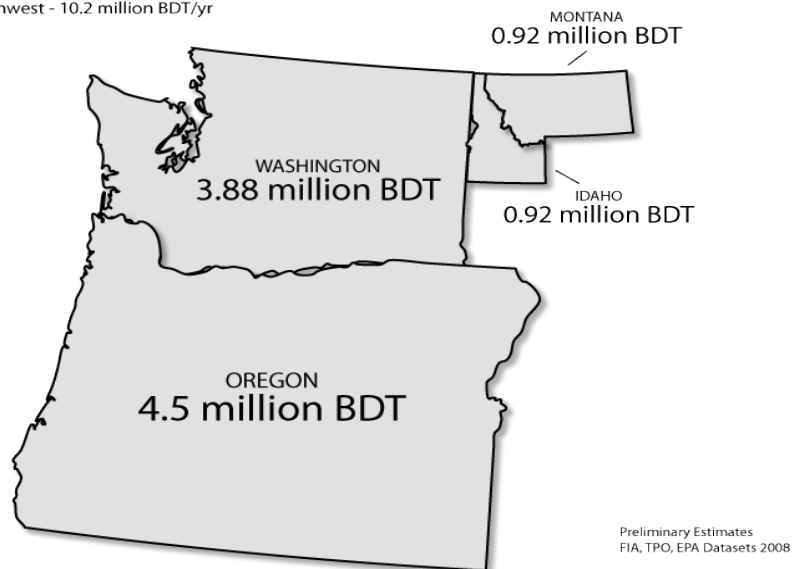 - 10.2 million BDT/yr
MONTANA
0.92 million BDT
WASHINGTON
3.88 million BDT
IDAHO
0.92 million BDT
OREGON
4.5 million BDT
Preliminary Estimates
FIA, TPO, EPA Datasets 2008